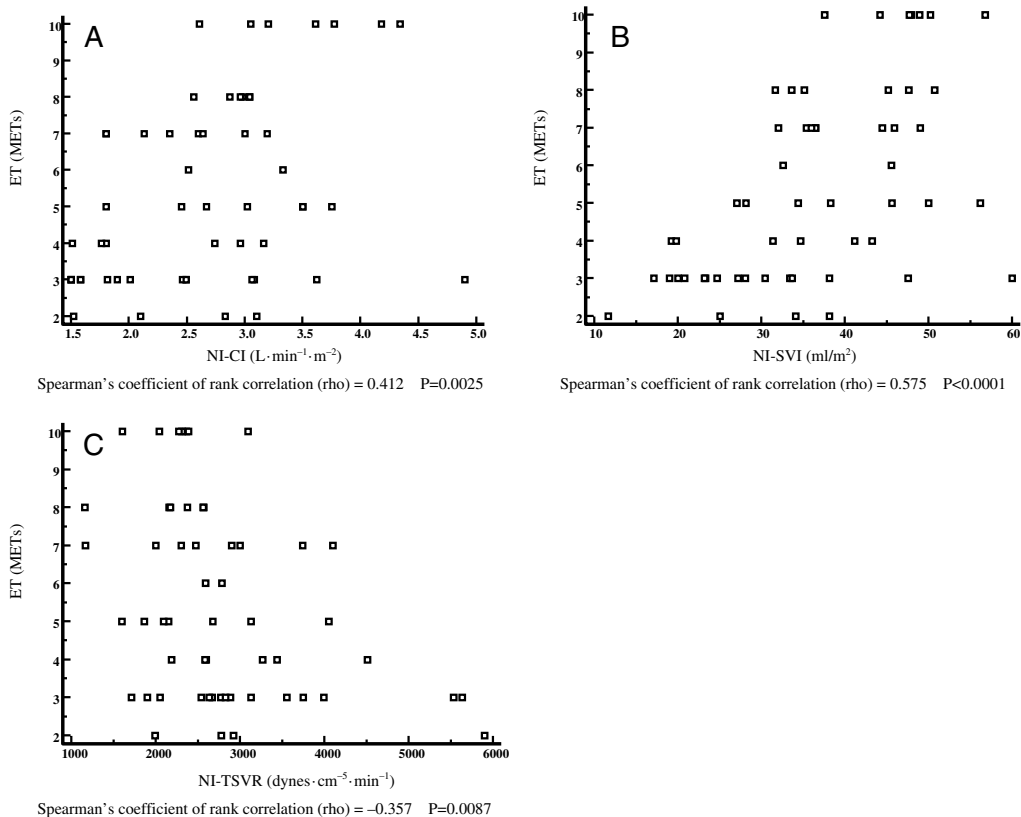 A
ET (METs)
10
9
8
7
6
5
4
3
2
1.5 2.0 2.5 3.0 3.5 4.0 4.5 5.0
NI-CI (L·min⁻¹·m⁻²)
Spearman's coefficient of rank correlation (rho) = 0.412 P=0.0025
B
ET (METs)
10
9
8
7
6
5
4
3
2
10 20 30 40 50 60
NI-SVI (ml/m²)
Spearman's coefficient of rank correlation (rho) = 0.575 P<0.0001
C
ET (METs)
10
9
8
7
6
5
4
3
2
1000 2000 3000 4000 5000 6000
NI-TSVR (dynes·cm⁻⁵·min⁻¹)
Spearman's coefficient of rank correlation (rho) = –0.357 P=0.0087